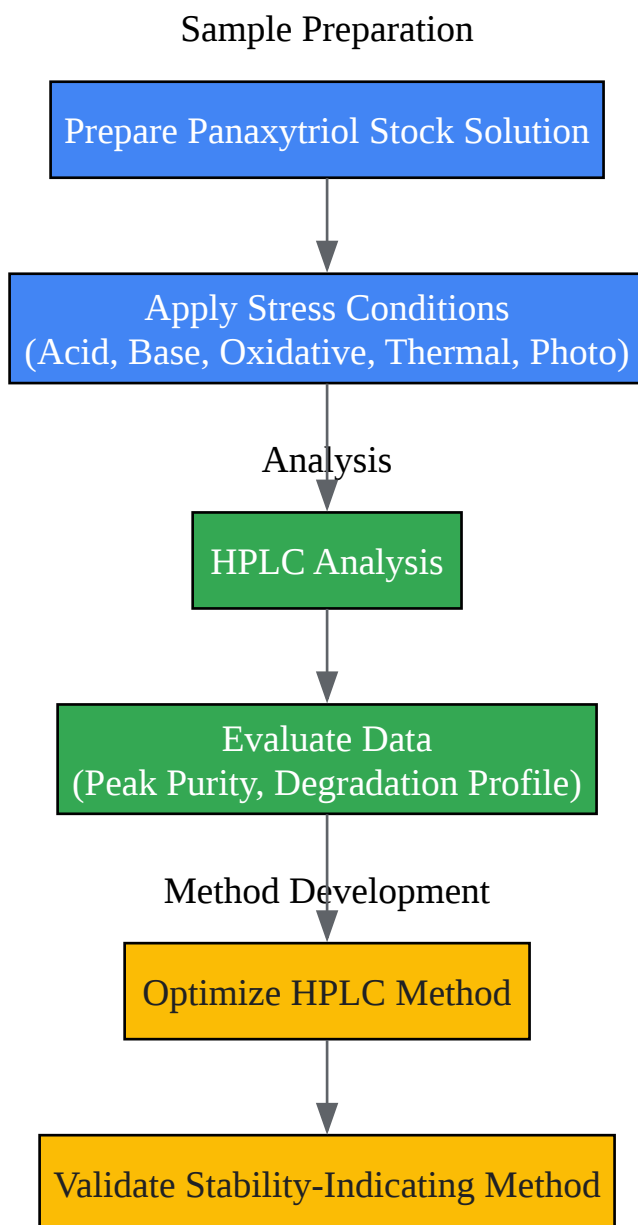 Sample Preparation
Prepare Panaxytriol Stock Solution
Apply Stress Conditions
(Acid, Base, Oxidative, Thermal, Photo)
Analysis
HPLC Analysis
Evaluate Data
(Peak Purity, Degradation Profile)
Method Development
Optimize HPLC Method
Validate Stability-Indicating Method